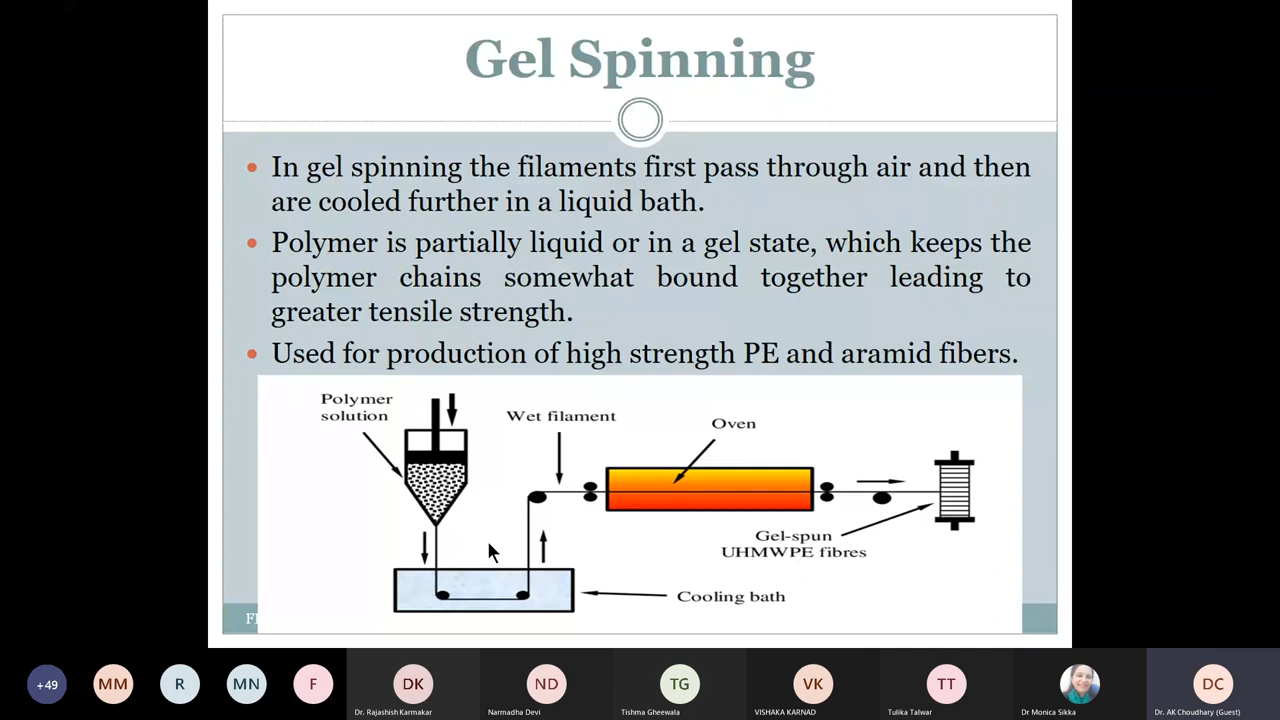 Gel Spinning
• In gel spinning the filaments first pass through air and then
are cooled further in a liquid bath.
• Polymer is partially liquid or in a gel state, which keeps the
polymer chains somewhat bound together leading to
greater tensile strength.
• Used for production of high strength PE and aramid fibers.
Polymer
solution
Wet filament
Oven
Gel-spun
UHMWPE fibres
Cooling bath
+49
MM
R
MN
F
DK
ND
TG
VK
TT
DC
Dr. Rajashish Karmakar
Narmadha Devi
Tishma Gheewala
VISHAKA KARNAD
Tulika Talwar
Dr Monica Sikka
Dr. AK Choudhary (Guest)